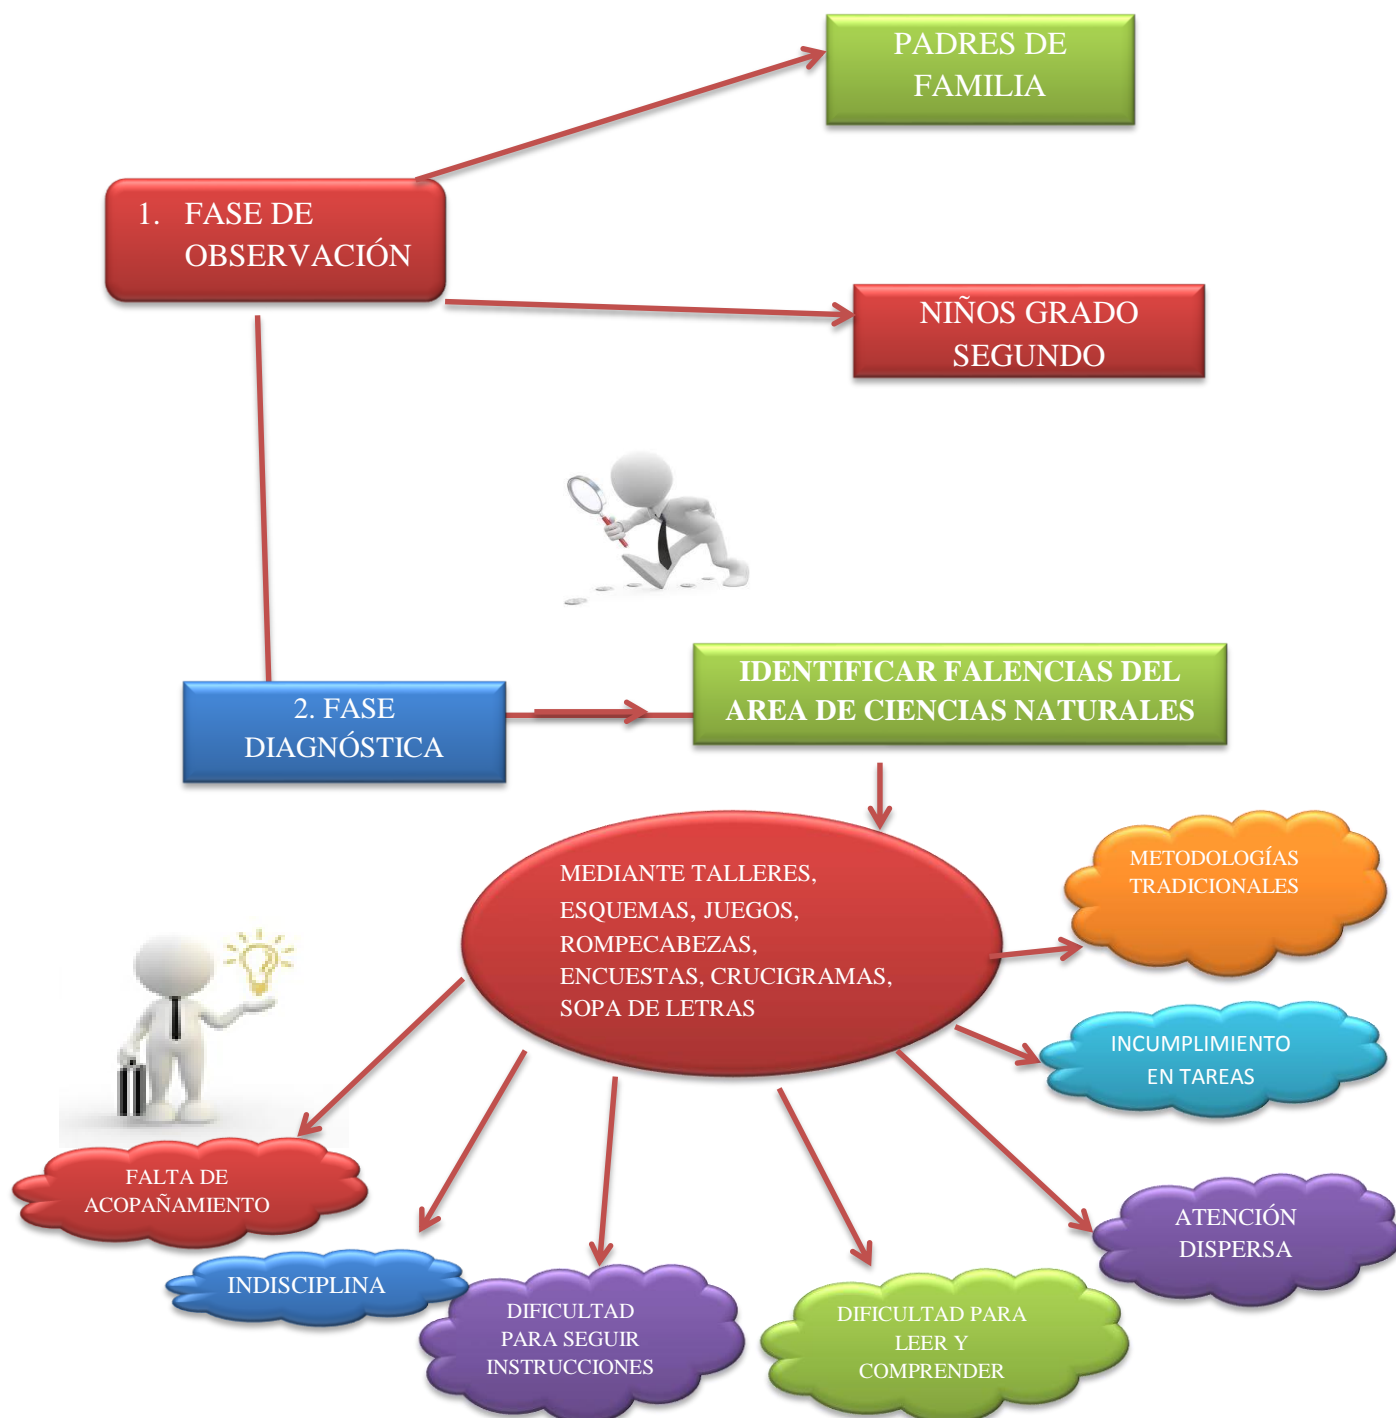 PADRES DE
FAMILIA
1. FASE DE
OBSERVACIÓN
NIÑOS GRADO
SEGUNDO
IDENTIFICAR FALENCIAS DEL
AREA DE CIENCIAS NATURALES
2. FASE
DIAGNÓSTICA
MEDIANTE TALLERES,
ESQUEMAS, JUEGOS,
ROMPECABEZAS,
ENCUESTAS, CRUCIGRAMAS,
SOPA DE LETRAS
METODOLOGÍAS
TRADICIONALES
INCUMPLIMIENTO
EN TAREAS
FALTA DE
ACOPAÑAMIENTO
ATENCIÓN
DISPERSA
INDISCIPLINA
DIFICULTAD
PARA SEGUIR
INSTRUCCIONES
DIFICULTAD PARA
LEER Y
COMPRENDER